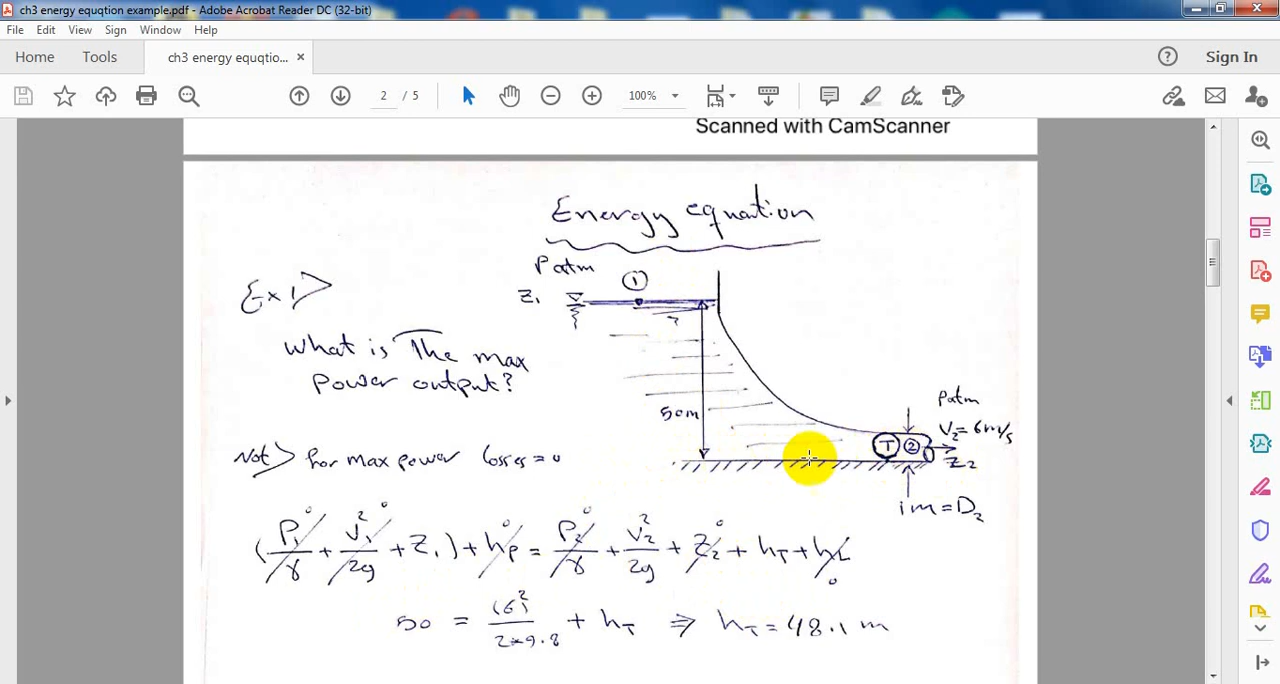 ch3 energy equqtion example.pdf - Adobe Acrobat Reader DC (32-bit)
File Edit View Sign Window Help
Home Tools ch3 energy equqtio... × ? Sign In
2 / 5 100%
Scanned with CamScanner
Energy equation
Patm
1
Z₁
Ex1>
What is The max
power output?
50m
Patm
V₂=6m/s
T 2
Z₂
1m=D₂
Not> for max power losses=0
(P₁/γ + V₁²/2g + Z₁) + hp = P₂/γ + V₂²/2g + Z₂ + hT + hL
50 = (6)²/2*9.8 + hT ⇒ hT = 48.1 m